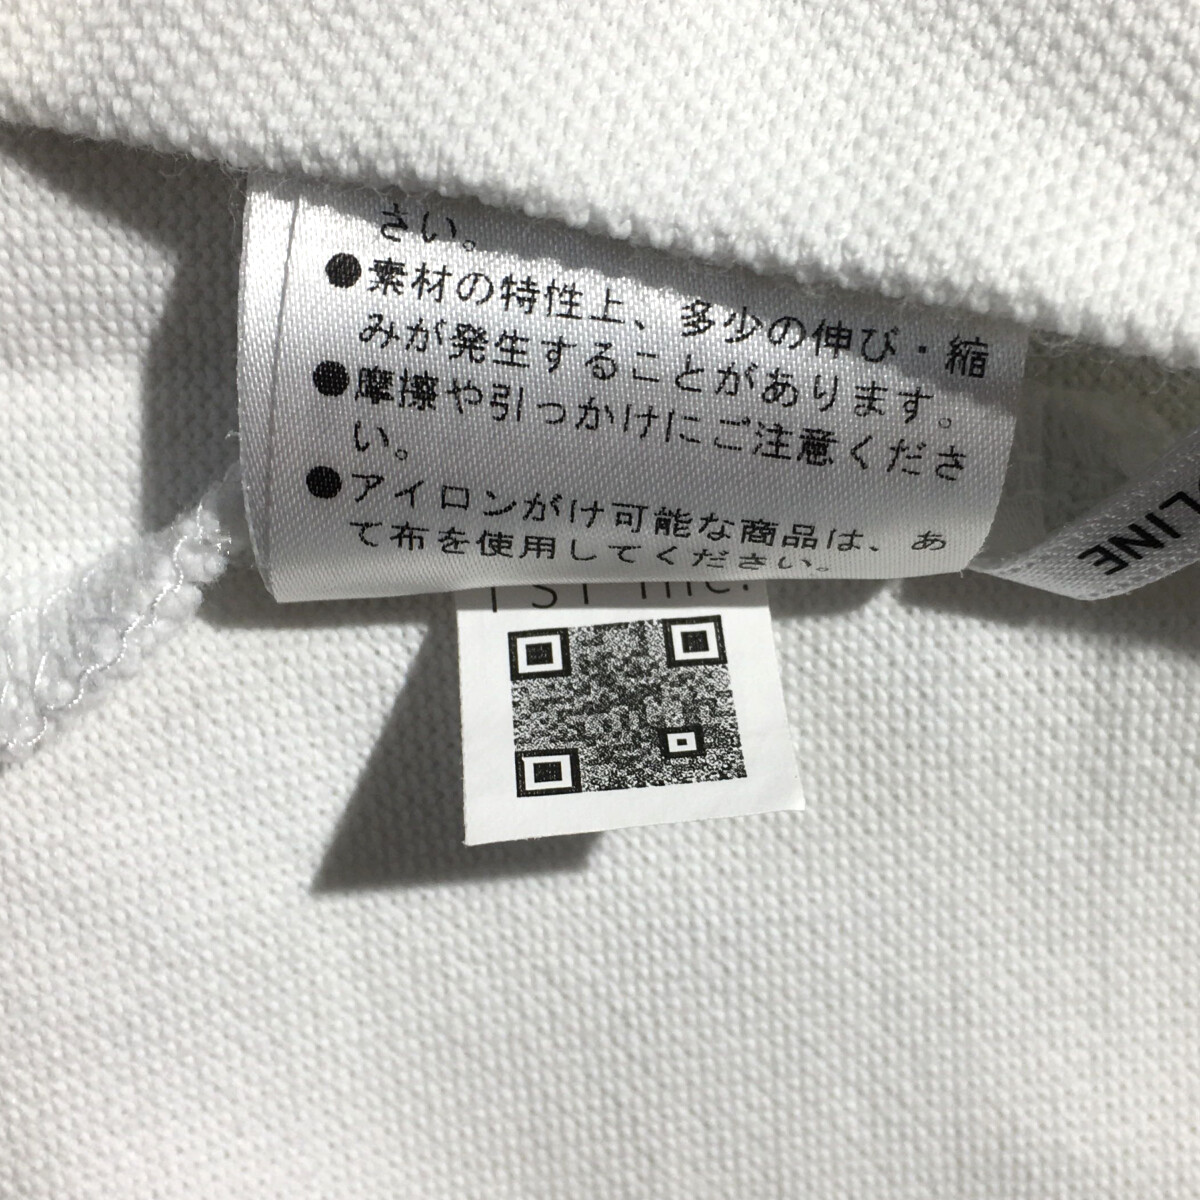 さい。
●素材の特性上、多少の伸び・縮
みが発生することがあります。
●摩擦や引っかけにご注意くださ
い。
●アイロンがけ可能な商品は、あ
て布を使用してください。
TSI Inc.
LINE